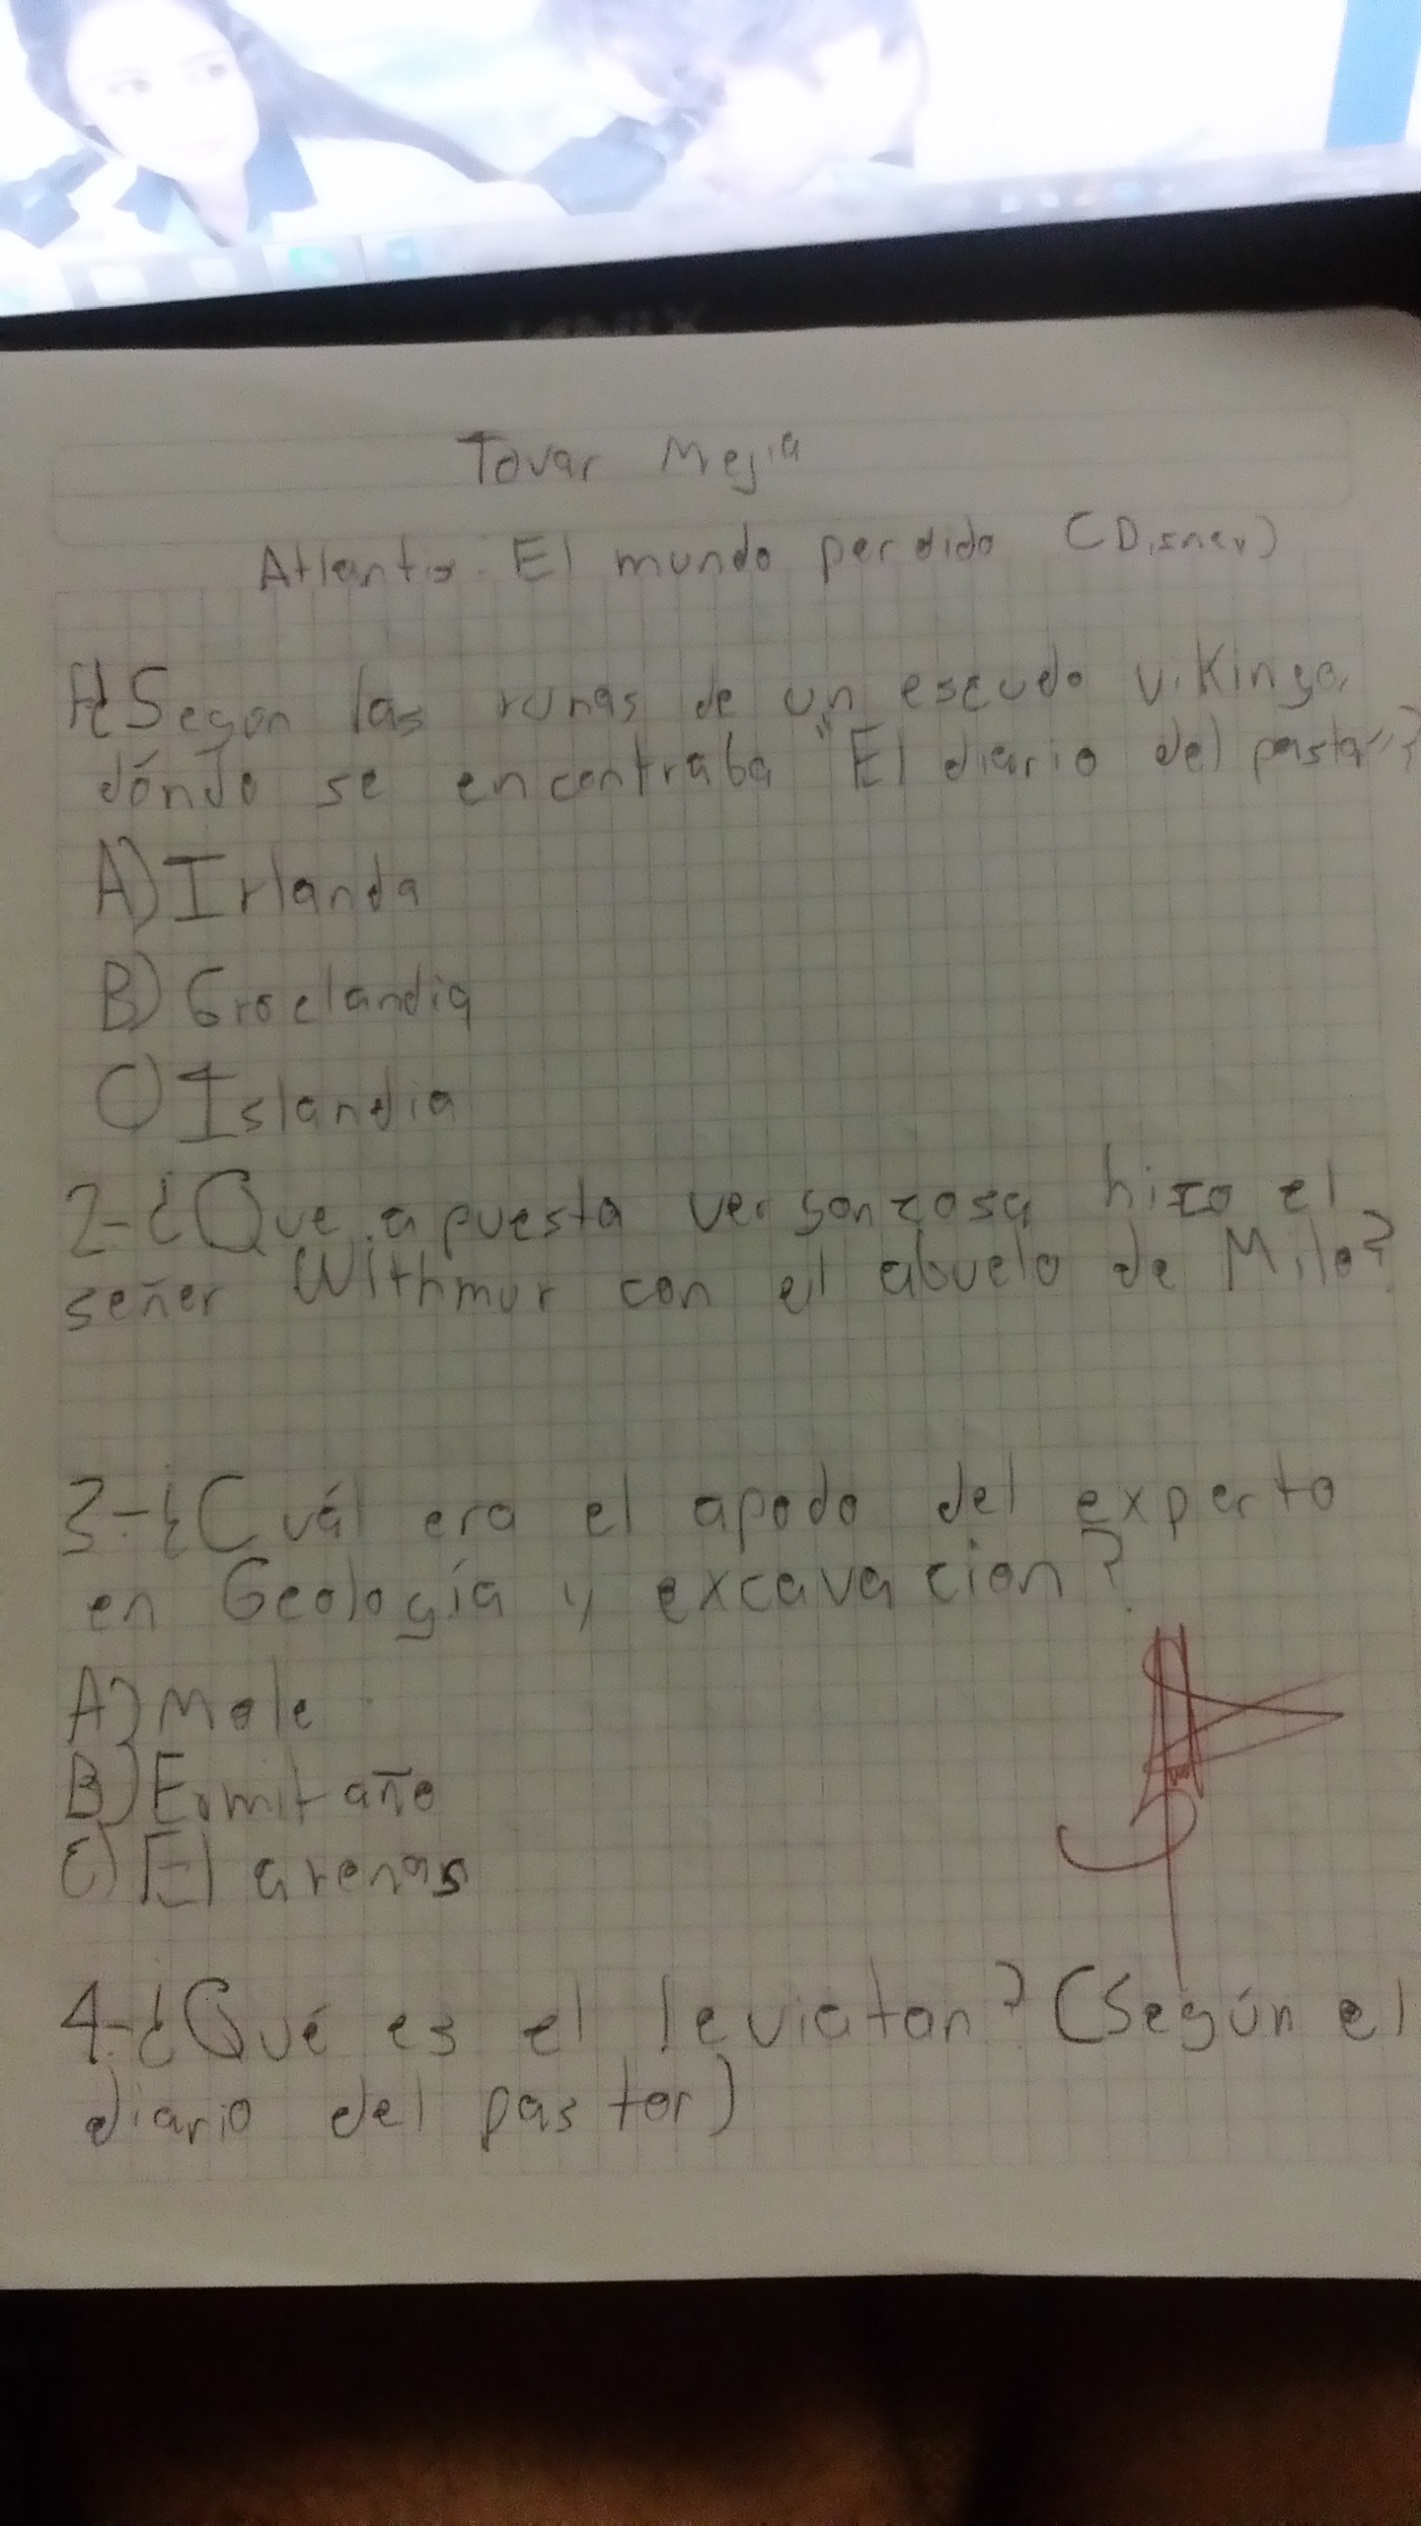 Tovar Mejia
Atlantis: El mundo perdido (Disney)
1-¿Según las runas de un escudo vikingo,
dónde se encontraba "El diario del pastor"?
A) Irlanda
B) Groelandia
C) Islandia
2-¿Que apuesta vergonzosa hizo el
señor Withmur con el abuelo de Milo?
3-¿Cuál era el apodo del experto
en Geología y excavacion?
A) Mole
B) Ermitaño
C) El arenas
4-¿Qué es el leviatan? (Según el
diario del pastor)